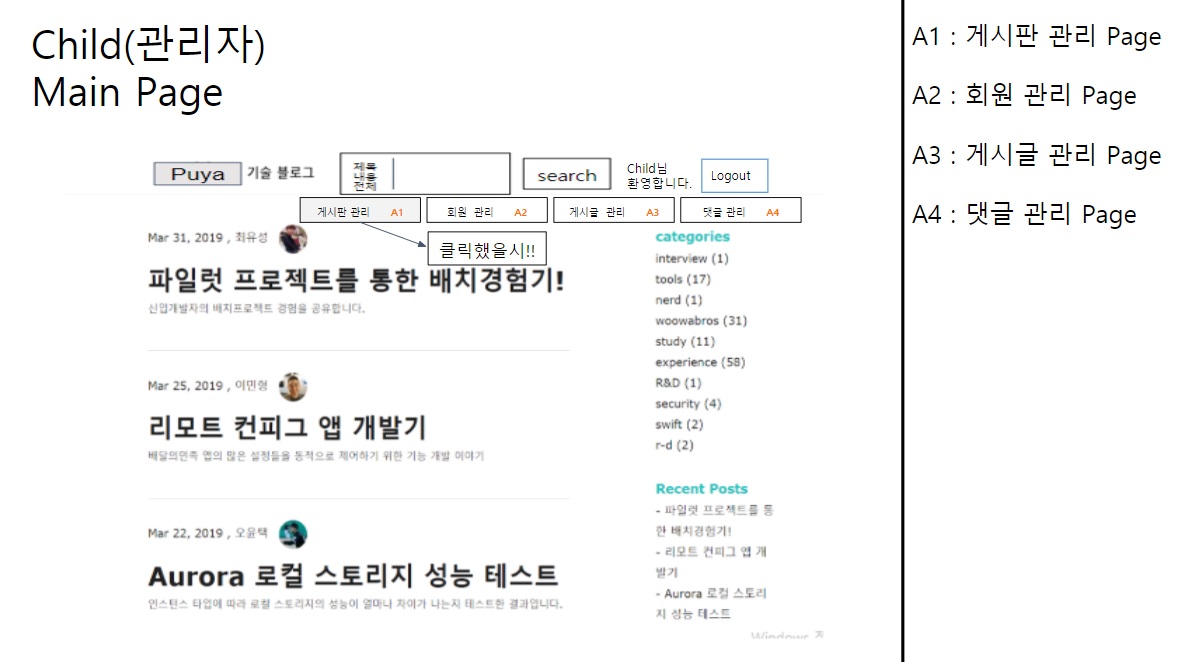 Child(관리자)
Main Page
Puya
기술 블로그
제목
내용
전체
search
Child님
환영합니다.
Logout
게시판 관리 A1
회원 관리 A2
게시글 관리 A3
댓글 관리 A4
클릭했을시!!
Mar 31, 2019 , 최유성
파일럿 프로젝트를 통한 배치경험기!
신입개발자의 배치프로젝트 경험을 공유합니다.
Mar 25, 2019 , 이민형
리모트 컨피그 앱 개발기
배달의민족 앱의 많은 설정들을 동적으로 제어하기 위한 기능 개발 이야기
Mar 22, 2019 , 오윤택
Aurora 로컬 스토리지 성능 테스트
인스턴스 타입에 따라 로컬 스토리지의 성능이 얼마나 차이가 나는지 테스트한 결과입니다.
categories
interview (1)
tools (17)
nerd (1)
woowabros (31)
study (11)
experience (58)
R&D (1)
security (4)
swift (2)
r-d (2)
Recent Posts
- 파일럿 프로젝트를 통
한 배치경험기!
- 리모트 컨피그 앱 개
발기
- Aurora 로컬 스토리
지 성능 테스트
Windows
A1 : 게시판 관리 Page
A2 : 회원 관리 Page
A3 : 게시글 관리 Page
A4 : 댓글 관리 Page